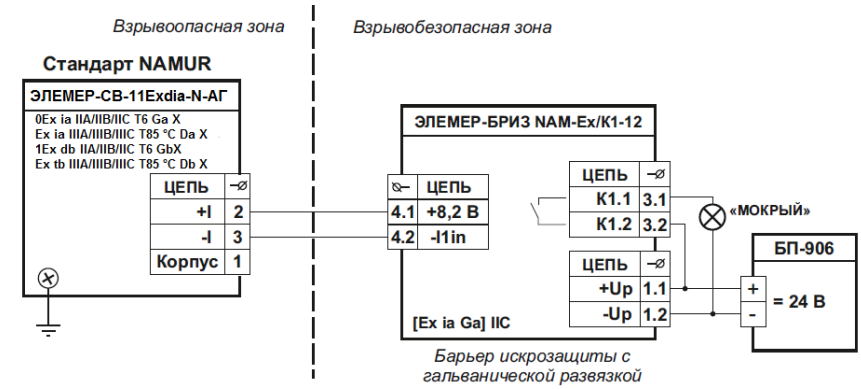 Взрывоопасная зона
Взрывобезопасная зона
Стандарт NAMUR
ЭЛЕМЕР-СВ-11Exdia-N-АГ
0Ex ia IIA/IIB/IIC T6 Ga X
Ex ia IIIA/IIIB/IIIC T85 °C Da X
1Ex db IIA/IIB/IIC T6 GbX
Ex tb IIIA/IIIB/IIIC T85 °C Db X
ЦЕПЬ
+I 2
-I 3
Корпус 1
ЭЛЕМЕР-БРИЗ NAM-Ex/K1-12
ЦЕПЬ
4.1 +8,2 В
4.2 -I1in
ЦЕПЬ
К1.1 3.1
К1.2 3.2
«МОКРЫЙ»
ЦЕПЬ
+Up 1.1
-Up 1.2
[Ex ia Ga] IIC
БП-906
+
-
= 24 В
Барьер искрозащиты с
гальванической развязкой